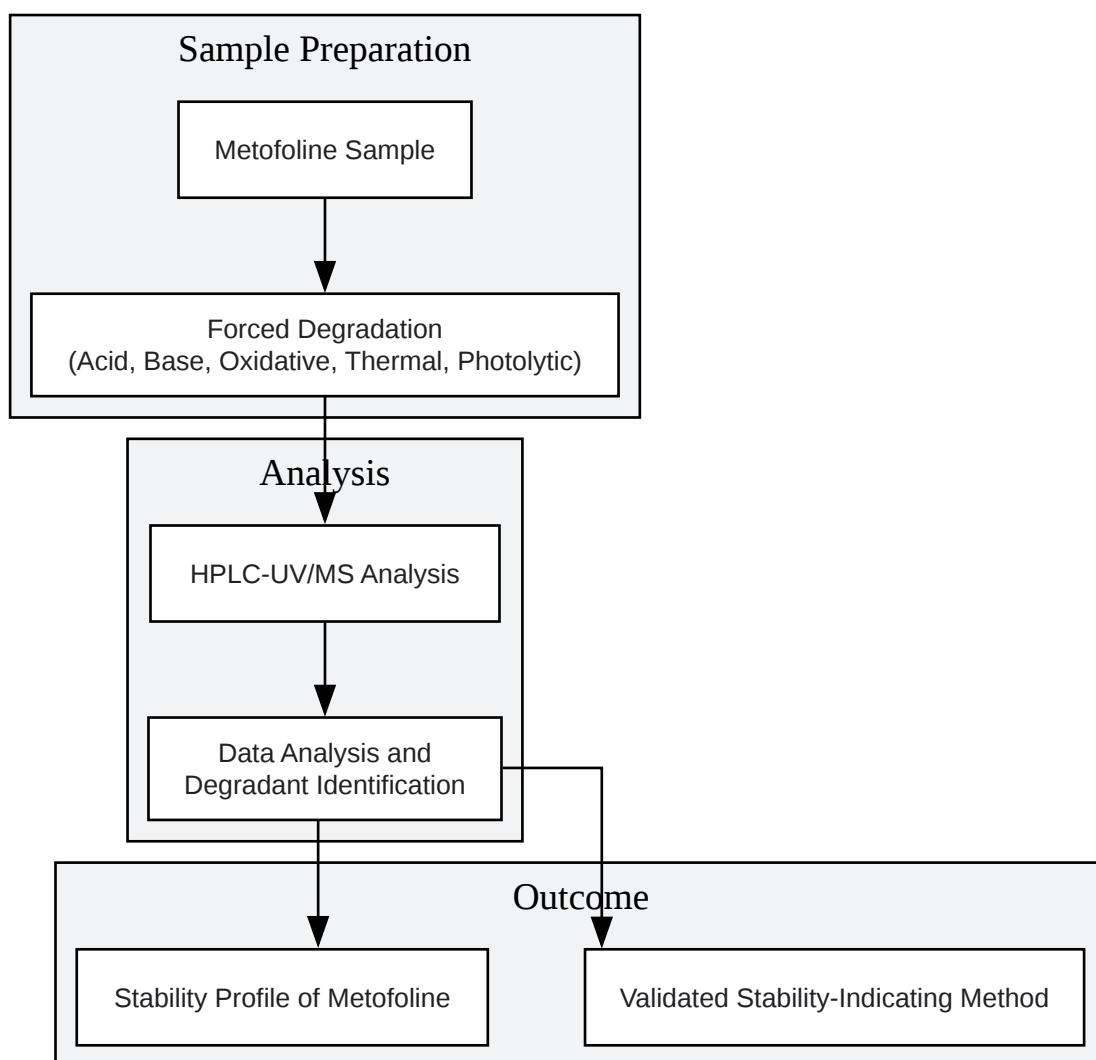 Sample Preparation
Metofoline Sample
Forced Degradation
(Acid, Base, Oxidative, Thermal, Photolytic)
Analysis
HPLC-UV/MS Analysis
Data Analysis and
Degradant Identification
Outcome
Stability Profile of Metofoline
Validated Stability-Indicating Method